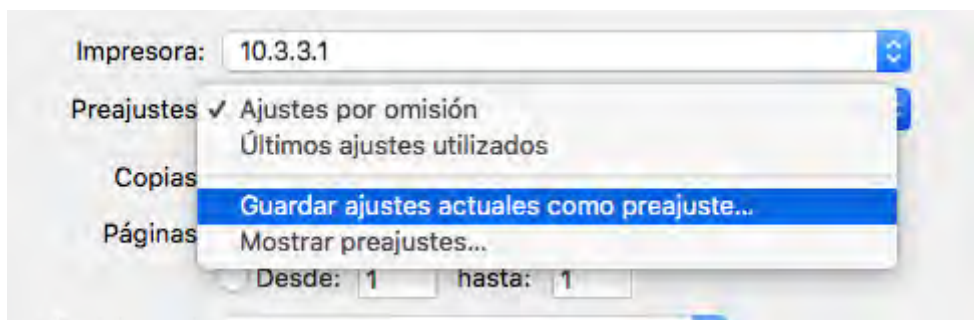 Impresora: 10.3.3.1
Preajustes ✓ Ajustes por omisión
Últimos ajustes utilizados
Copias
Guardar ajustes actuales como preajuste...
Páginas
Mostrar preajustes...
Desde: 1 hasta: 1